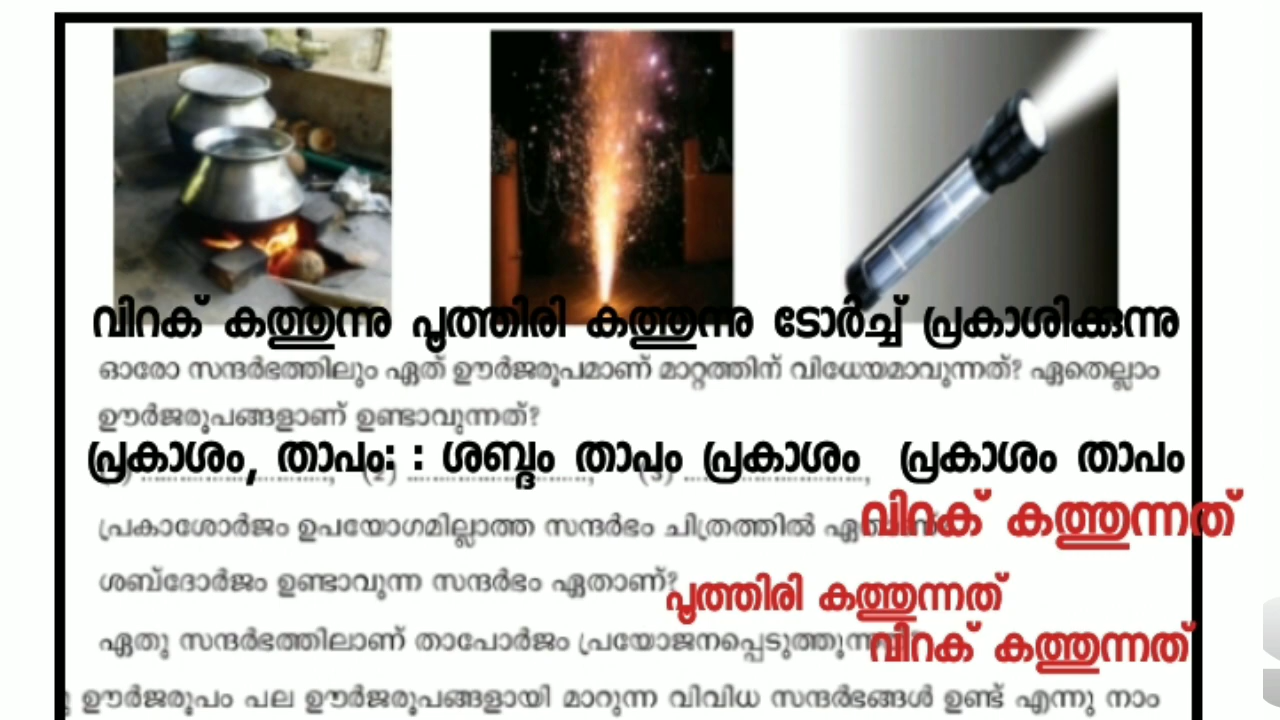 വിറക് കത്തുന്നു പൂത്തിരി കത്തുന്നു ടോർച്ച് പ്രകാശിക്കുന്നു
ഓരോ സന്ദർഭത്തിലും ഏത് ഊർജരൂപമാണ് മാറ്റത്തിന് വിധേയമാവുന്നത്? ഏതെല്ലാം
ഊർജരൂപങ്ങളാണ് ഉണ്ടാവുന്നത്?
പ്രകാശം, താപം: : ശബ്ദം താപം പ്രകാശം പ്രകാശം താപം
പ്രകാശോർജം ഉപയോഗമില്ലാത്ത സന്ദർഭം ചിത്രത്തിൽ വിറക് കത്തുന്നത്
ശബ്ദോർജം ഉണ്ടാവുന്ന സന്ദർഭം ഏതാണ്?
പൂത്തിരി കത്തുന്നത്
ഏതു സന്ദർഭത്തിലാണ് താപോർജം പ്രയോജനപ്പെടുത്തുന്നത് വിറക് കത്തുന്നത്
ഊർജരൂപം പല ഊർജരൂപങ്ങളായി മാറുന്ന വിവിധ സന്ദർഭങ്ങൾ ഉണ്ട് എന്നു നാം